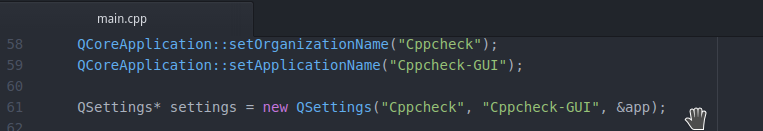 main.cpp
58 QCoreApplication::setOrganizationName("Cppcheck");
59 QCoreApplication::setApplicationName("Cppcheck-GUI");
60
61 QSettings* settings = new QSettings("Cppcheck", "Cppcheck-GUI", &app);
62